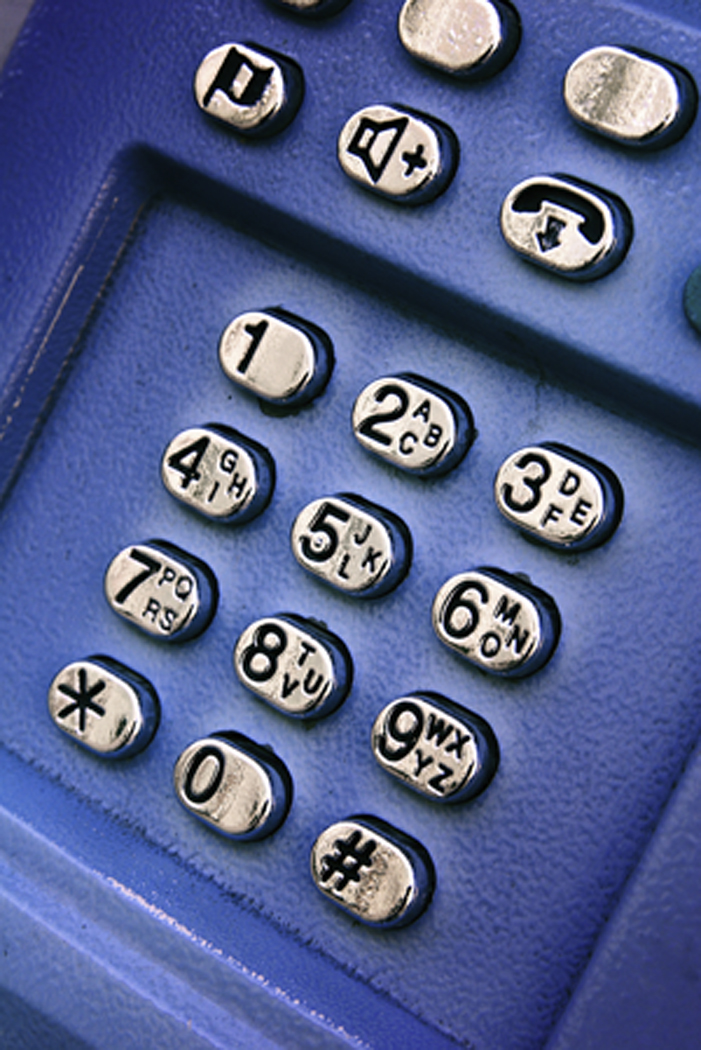 1
2 ABC
3 DEF
4 GHI
5 JKL
6 MNO
7 PQRS
8 TUV
9 WXYZ
*
0
#